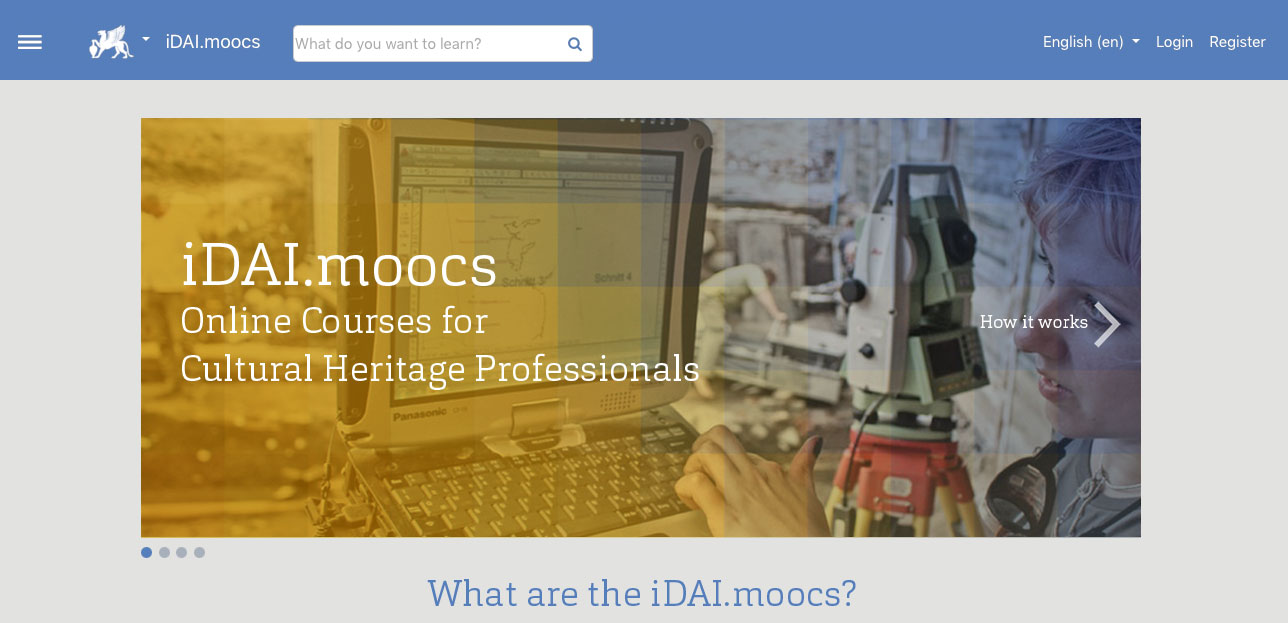 iDAI.moocs
What do you want to learn?
English (en)
Login
Register
iDAI.moocs
Online Courses for
Cultural Heritage Professionals
Schnitt 3
Schnitt 4
How it works
Panasonic
What are the iDAI.moocs?